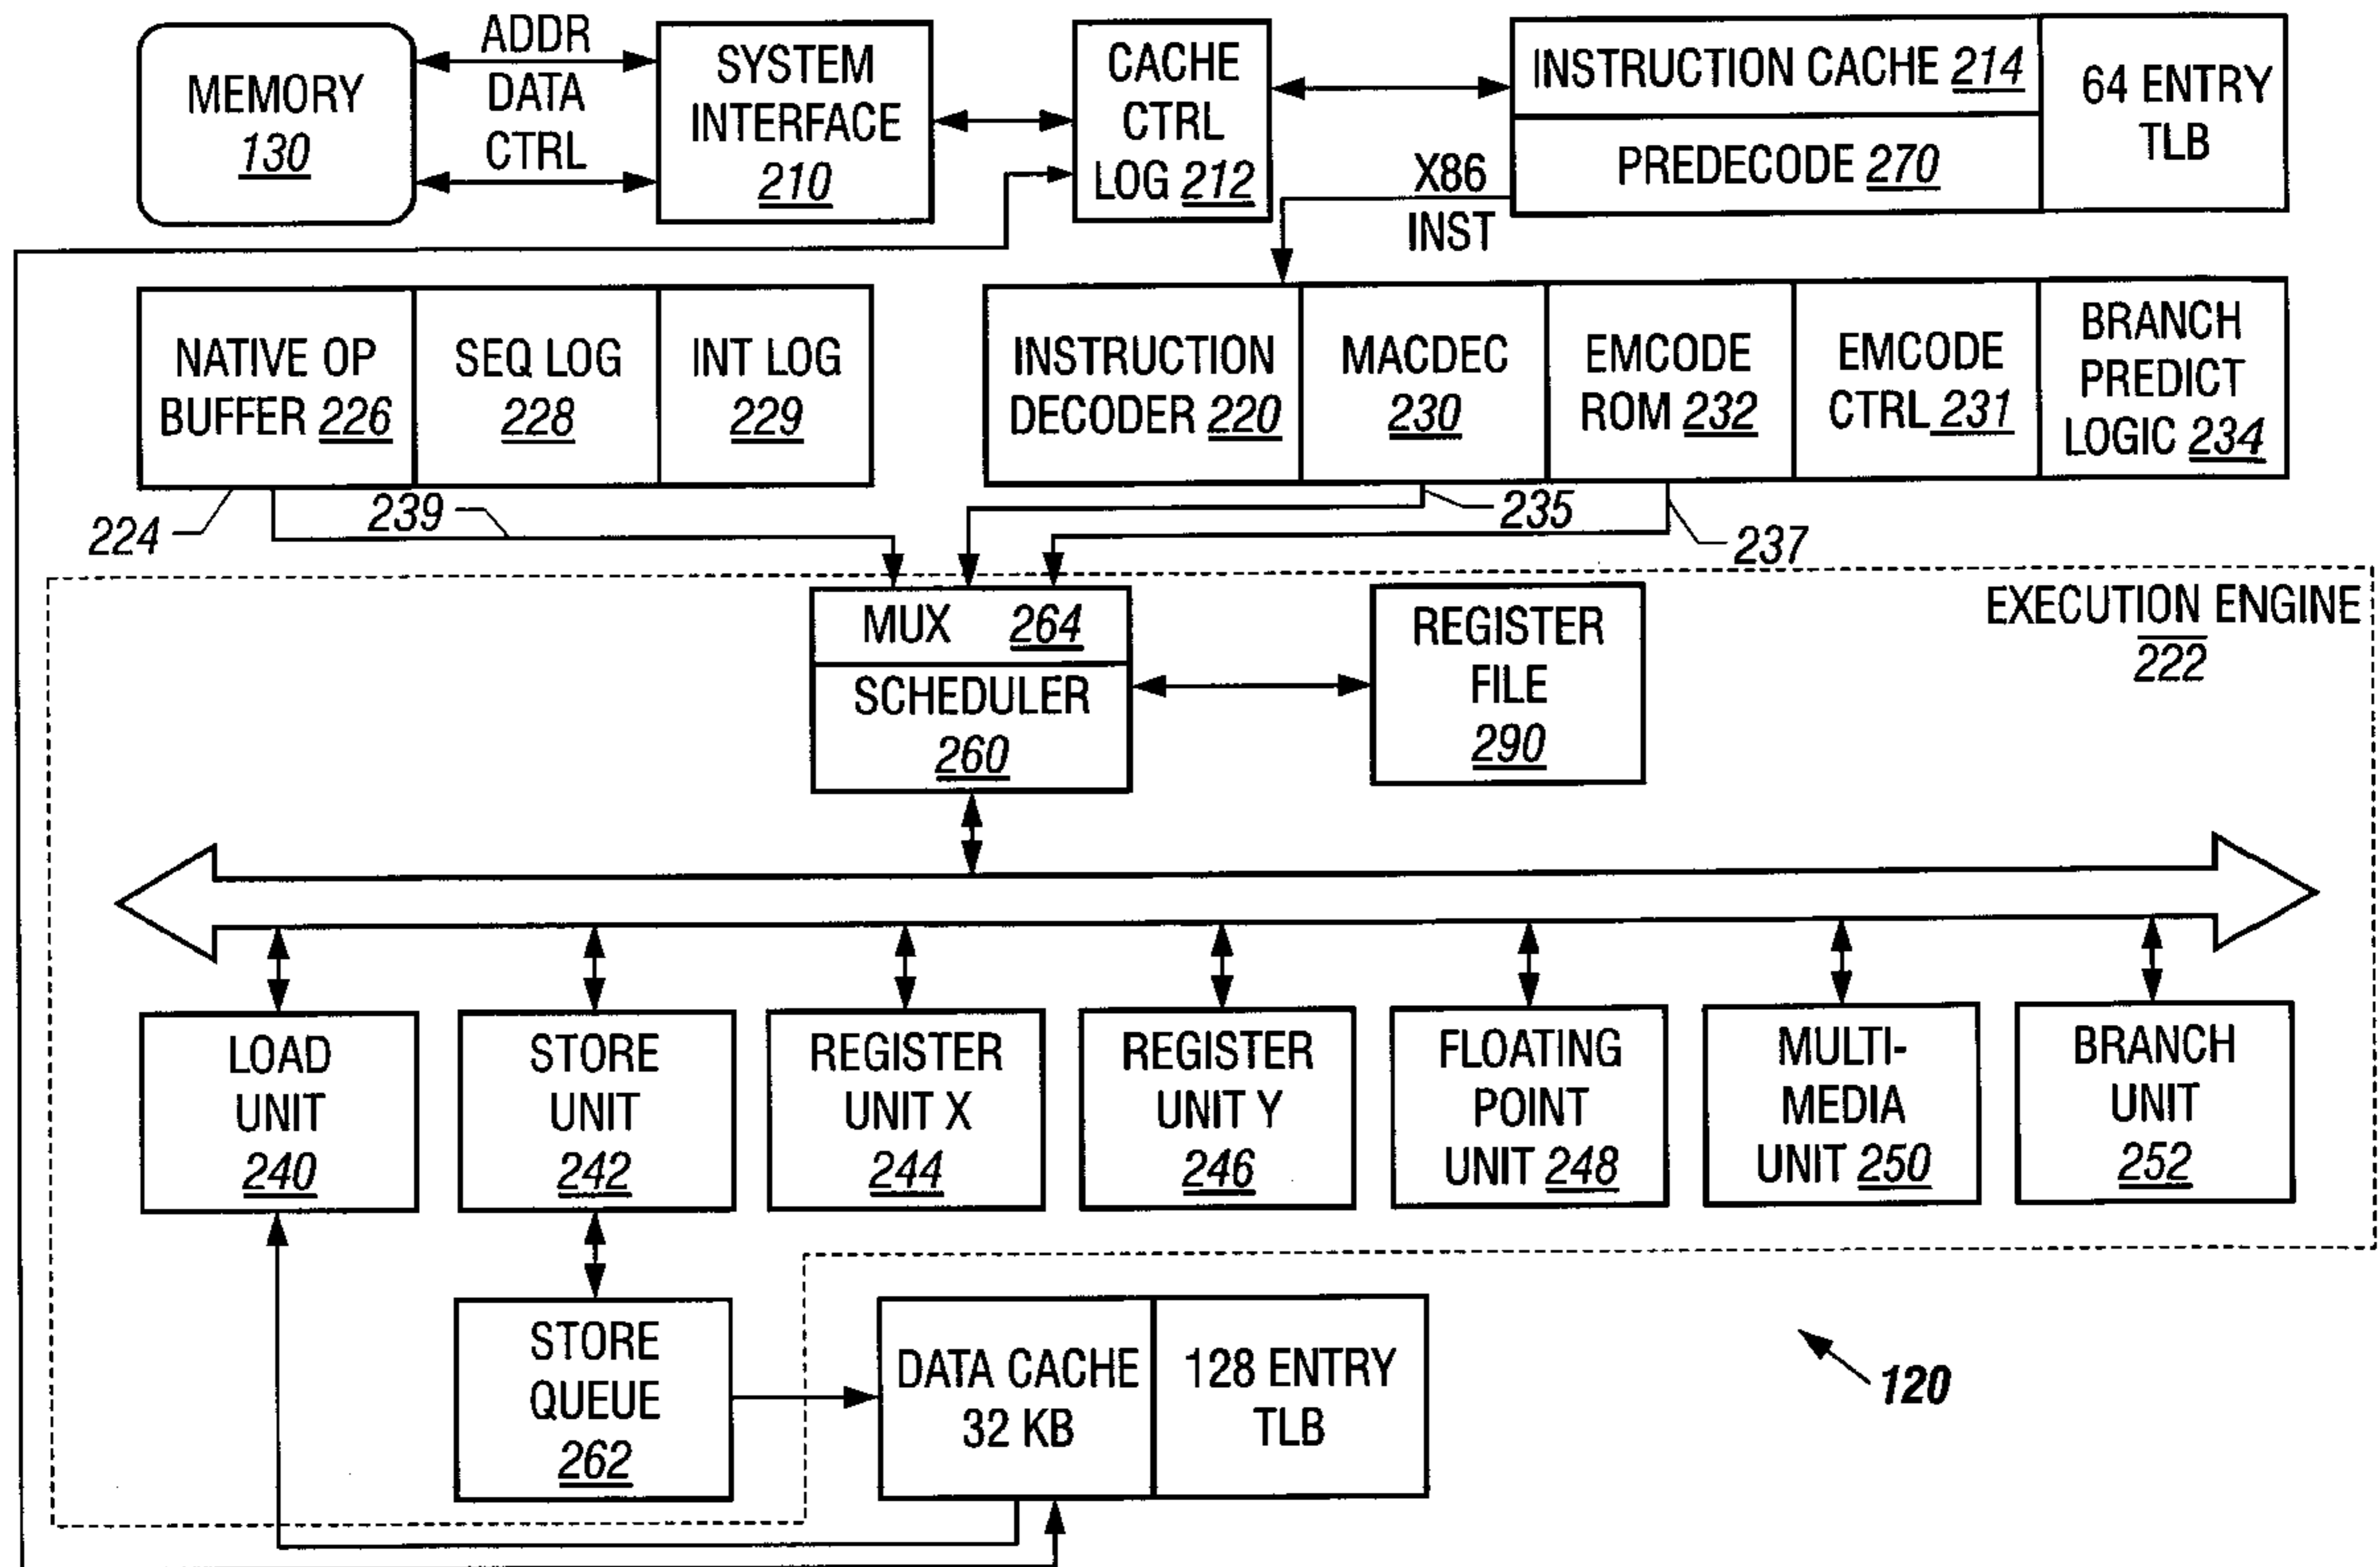 MEMORY
130
ADDR
DATA
CTRL
SYSTEM
INTERFACE
210
CACHE
CTRL
LOG 212
INSTRUCTION CACHE 214
PREDECODE 270
64 ENTRY
TLB
X86
INST
NATIVE OP
BUFFER 226
SEQ LOG
228
INT LOG
229
INSTRUCTION
DECODER 220
MACDEC
230
EMCODE
ROM 232
EMCODE
CTRL 231
BRANCH
PREDICT
LOGIC 234
224
239
235
237
EXECUTION ENGINE
222
MUX 264
SCHEDULER
260
REGISTER
FILE
290
LOAD
UNIT
240
STORE
UNIT
242
REGISTER
UNIT X
244
REGISTER
UNIT Y
246
FLOATING
POINT
UNIT 248
MULTI-
MEDIA
UNIT 250
BRANCH
UNIT
252
STORE
QUEUE
262
DATA CACHE
32 KB
128 ENTRY
TLB
120